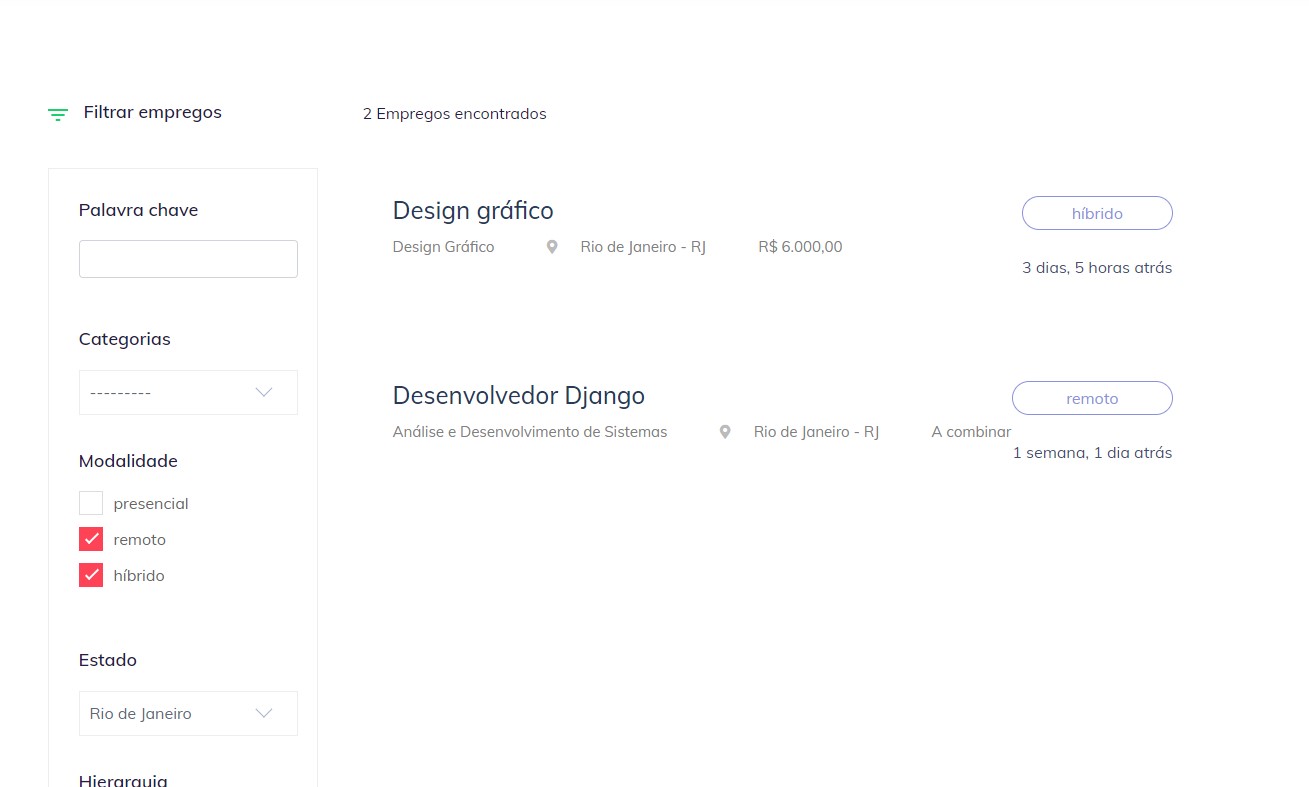 Filtrar empregos
2 Empregos encontrados
Palavra chave
Categorias
---------
Modalidade
presencial
remoto
híbrido
Estado
Rio de Janeiro
Hierarquia
Design gráfico
híbrido
Design Gráfico Rio de Janeiro - RJ R$ 6.000,00
3 dias, 5 horas atrás
Desenvolvedor Django
remoto
Análise e Desenvolvimento de Sistemas Rio de Janeiro - RJ A combinar
1 semana, 1 dia atrás